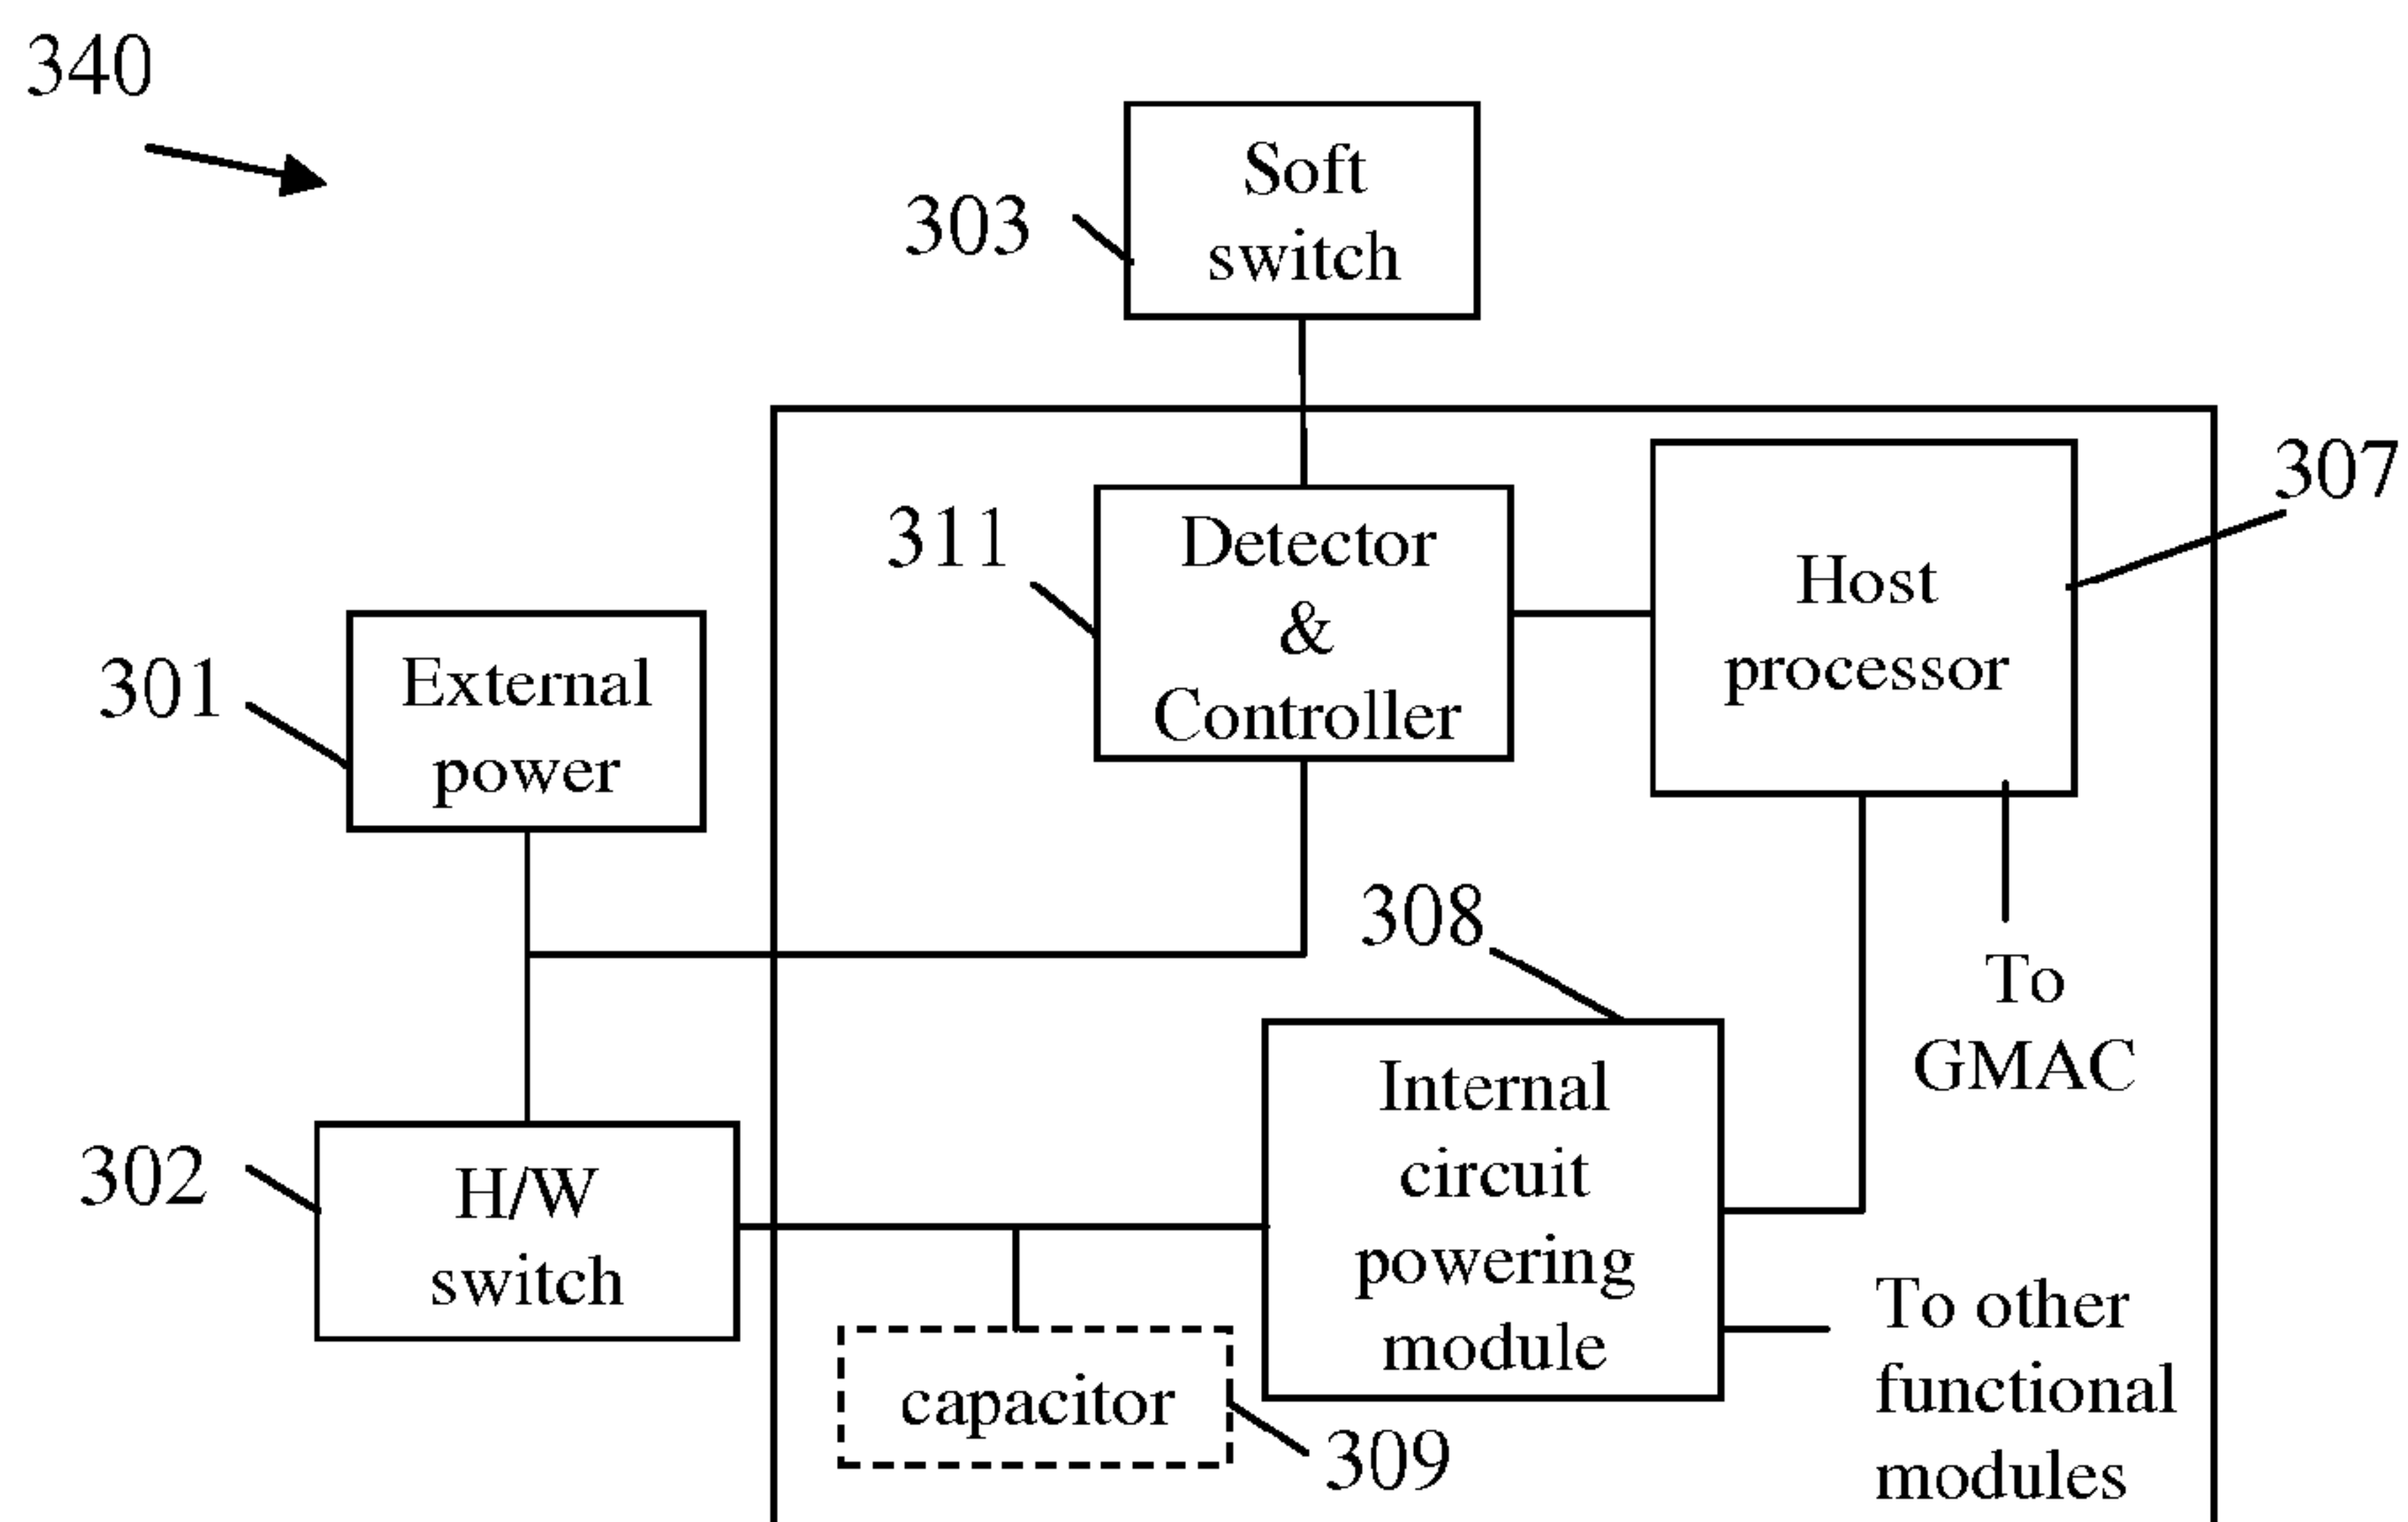 340
Soft
switch
303
307
311
Detector
&
Controller
Host
processor
301
External
power
308
To
GMAC
302
H/W
switch
Internal
circuit
powering
module
To other
functional
modules
capacitor
309